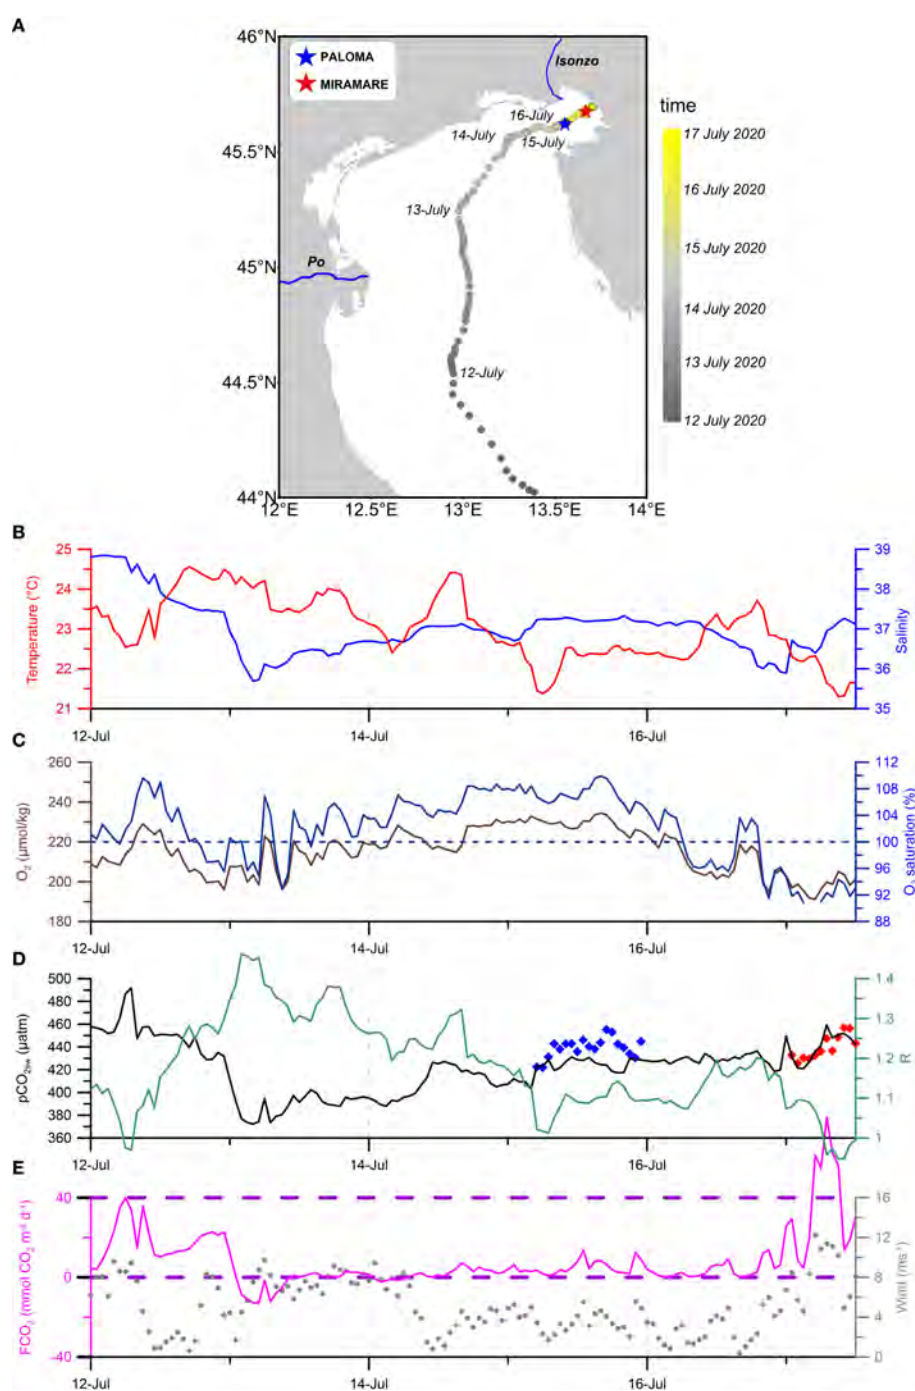 A
46°N
PALOMA
MIRAMARE
Isonzo
time
16-July
14-July
15-July
17 July 2020
45.5°N
16 July 2020
13-July
15 July 2020
Po
45°N
14 July 2020
13 July 2020
12-July
44.5°N
12 July 2020
44°N
12°E
12.5°E
13°E
13.5°E
14°E
B
25
24
23
22
21
Temperature (°C)
39
38
37
36
35
Salinity
12-Jul
14-Jul
16-Jul
C
260
240
220
200
180
O₂ (µmol/kg)
112
108
104
100
96
92
88
O₂ saturation (%)
12-Jul
14-Jul
16-Jul
D
500
480
460
440
420
400
380
360
pCO₂sw (µatm)
1.4
1.3
1.2
1.1
1
R
12-Jul
14-Jul
16-Jul
E
40
0
-40
FCO₂ (mmol CO₂ m⁻² d⁻¹)
16
12
8
4
0
Wind (ms⁻¹)
12-Jul
14-Jul
16-Jul